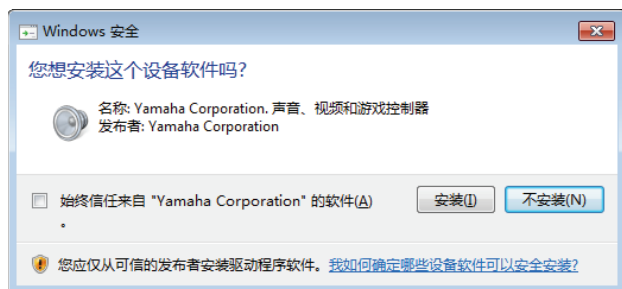 Windows 安全
您想安装这个设备软件吗?
名称: Yamaha Corporation. 声音、视频和游戏控制器
发布者: Yamaha Corporation
始终信任来自 "Yamaha Corporation" 的软件(A)
。
安装(I)
不安装(N)
您应仅从可信的发布者安装驱动程序软件。我如何确定哪些设备软件可以安全安装?